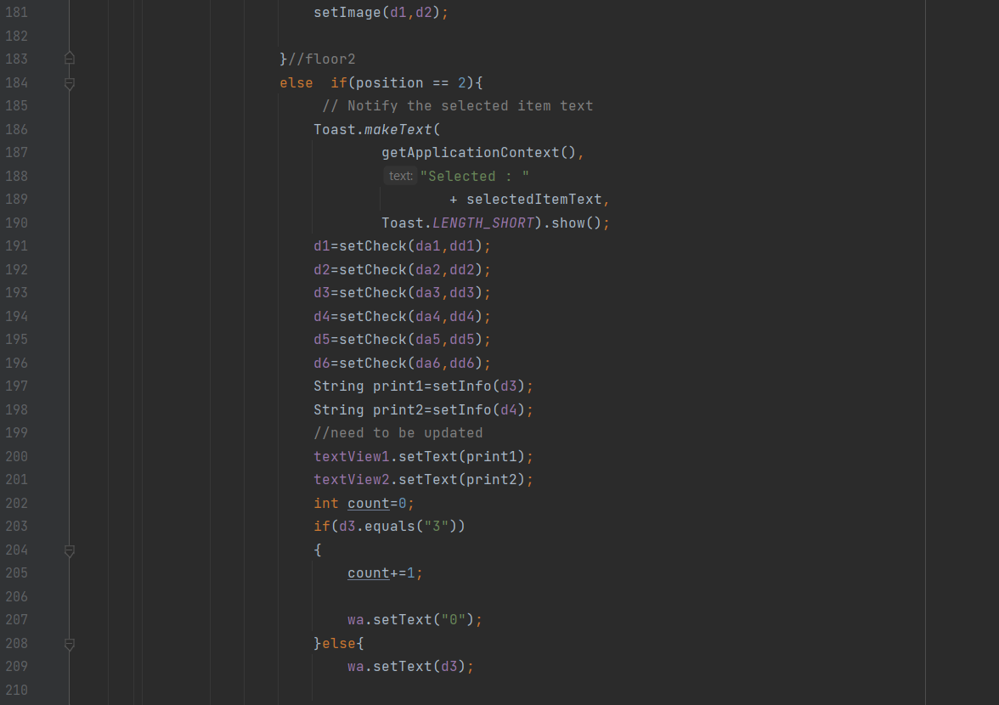 181 setImage(d1,d2);
182
183 }//floor2
184 else  if(position == 2){
185 // Notify the selected item text
186 Toast.makeText(
187 getApplicationContext(),
188 text: "Selected : "
189 + selectedItemText,
190 Toast.LENGTH_SHORT).show();
191 d1=setCheck(da1,dd1);
192 d2=setCheck(da2,dd2);
193 d3=setCheck(da3,dd3);
194 d4=setCheck(da4,dd4);
195 d5=setCheck(da5,dd5);
196 d6=setCheck(da6,dd6);
197 String print1=setInfo(d3);
198 String print2=setInfo(d4);
199 //need to be updated
200 textView1.setText(print1);
201 textView2.setText(print2);
202 int count=0;
203 if(d3.equals("3"))
204 {
205 count+=1;
206
207 wa.setText("0");
208 }else{
209 wa.setText(d3);
210